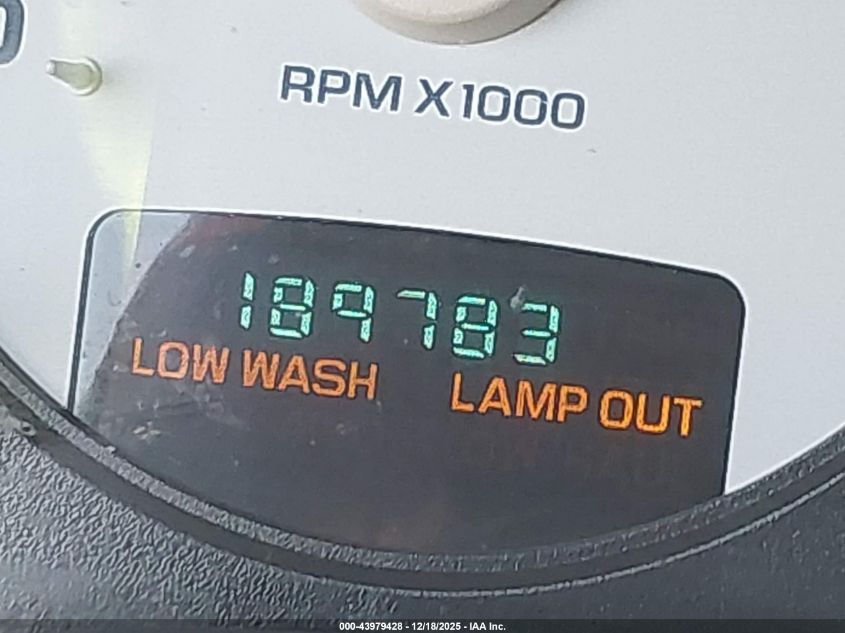 RPM X1000
189783
LOW WASH LAMP OUT
000-43979428 - 12/18/2025 - IAA Inc.